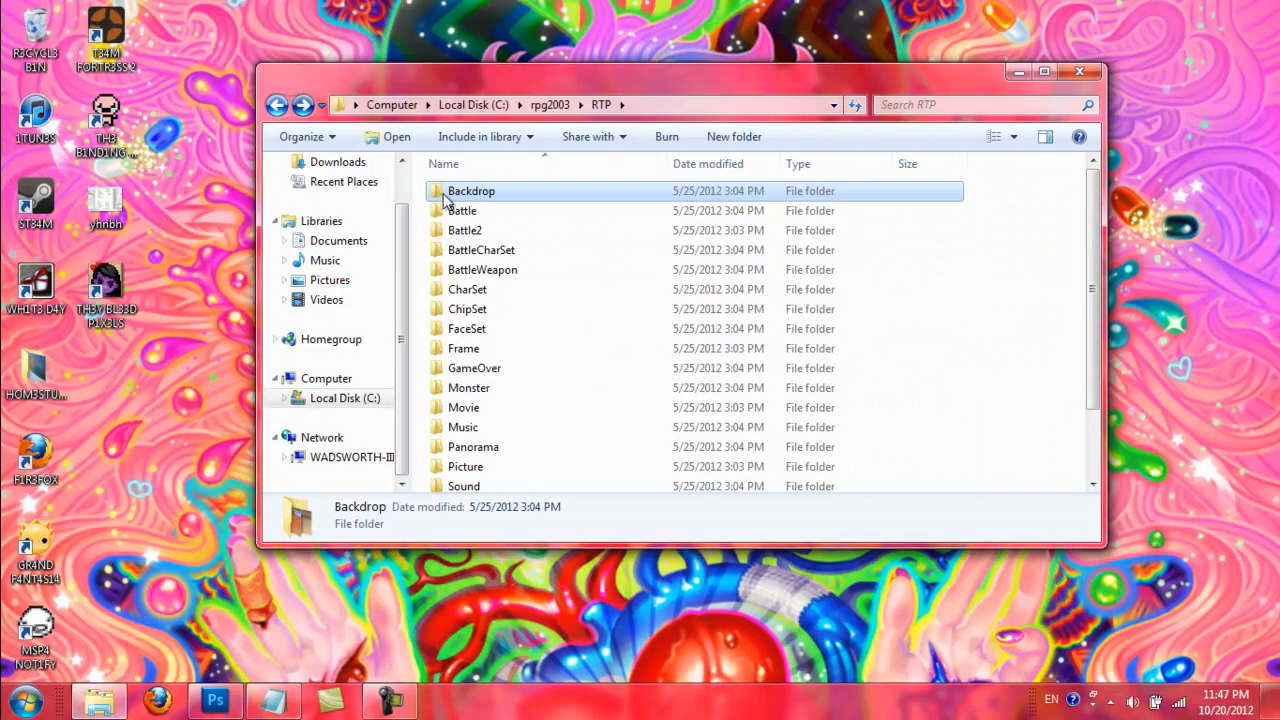 R3CYCL3
B1N
T34M
FORTR3SS 2
1TUN3S
TH3
B1ND1NG ...
ST34M
yhnbh
WH1T3 D4Y
TH3Y BL33D
P1X3LS
HOM3STU...
F1R3FOX
GR4ND
F4NT4S14
MSP4
NOT1FY
Computer
Local Disk (C:)
rpg2003
RTP
Search RTP
Organize
Open
Include in library
Share with
Burn
New folder
Downloads
Recent Places
Libraries
Documents
Music
Pictures
Videos
Homegroup
Computer
Local Disk (C:)
Network
WADSWORTH-II
Name Date modified Type Size
Backdrop 5/25/2012 3:04 PM File folder
Battle 5/25/2012 3:04 PM File folder
Battle2 5/25/2012 3:03 PM File folder
BattleCharSet 5/25/2012 3:04 PM File folder
BattleWeapon 5/25/2012 3:04 PM File folder
CharSet 5/25/2012 3:04 PM File folder
ChipSet 5/25/2012 3:04 PM File folder
FaceSet 5/25/2012 3:04 PM File folder
Frame 5/25/2012 3:03 PM File folder
GameOver 5/25/2012 3:04 PM File folder
Monster 5/25/2012 3:04 PM File folder
Movie 5/25/2012 3:03 PM File folder
Music 5/25/2012 3:04 PM File folder
Panorama 5/25/2012 3:04 PM File folder
Picture 5/25/2012 3:03 PM File folder
Sound 5/25/2012 3:04 PM File folder
Backdrop Date modified: 5/25/2012 3:04 PM
File folder
Ps
EN
11:47 PM
10/20/2012